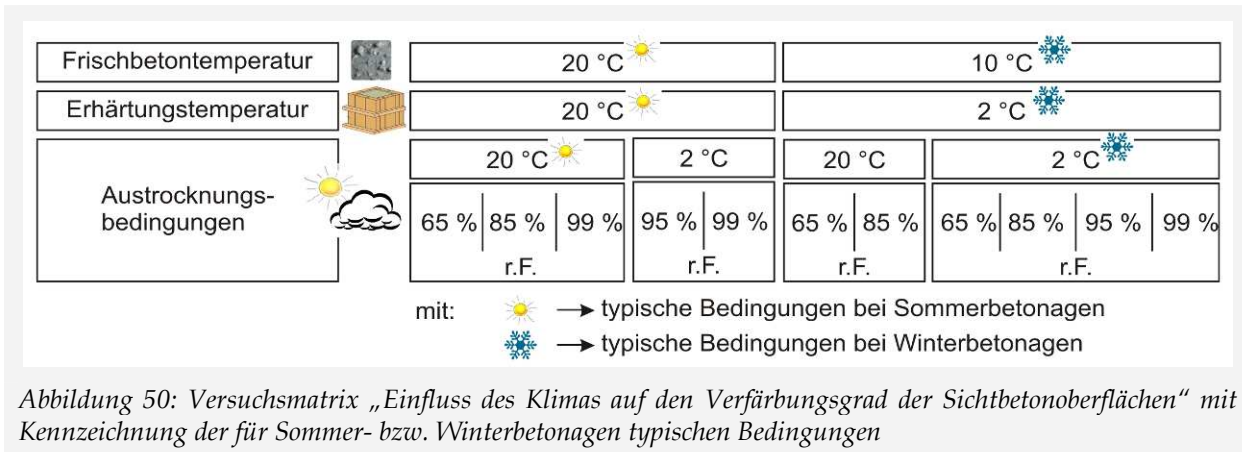 Frischbetontemperatur 20 °C 10 °C
Erhärtungstemperatur 20 °C 2 °C
20 °C 2 °C 20 °C 2 °C
Austrocknungs-
bedingungen
65 % 85 % 99 % 95 % 99 % 65 % 85 % 65 % 85 % 95 % 99 %
r.F. r.F. r.F. r.F.
mit: → typische Bedingungen bei Sommerbetonagen
→ typische Bedingungen bei Winterbetonagen
Abbildung 50: Versuchsmatrix „Einfluss des Klimas auf den Verfärbungsgrad der Sichtbetonoberflächen“ mit
Kennzeichnung der für Sommer- bzw. Winterbetonagen typischen Bedingungen